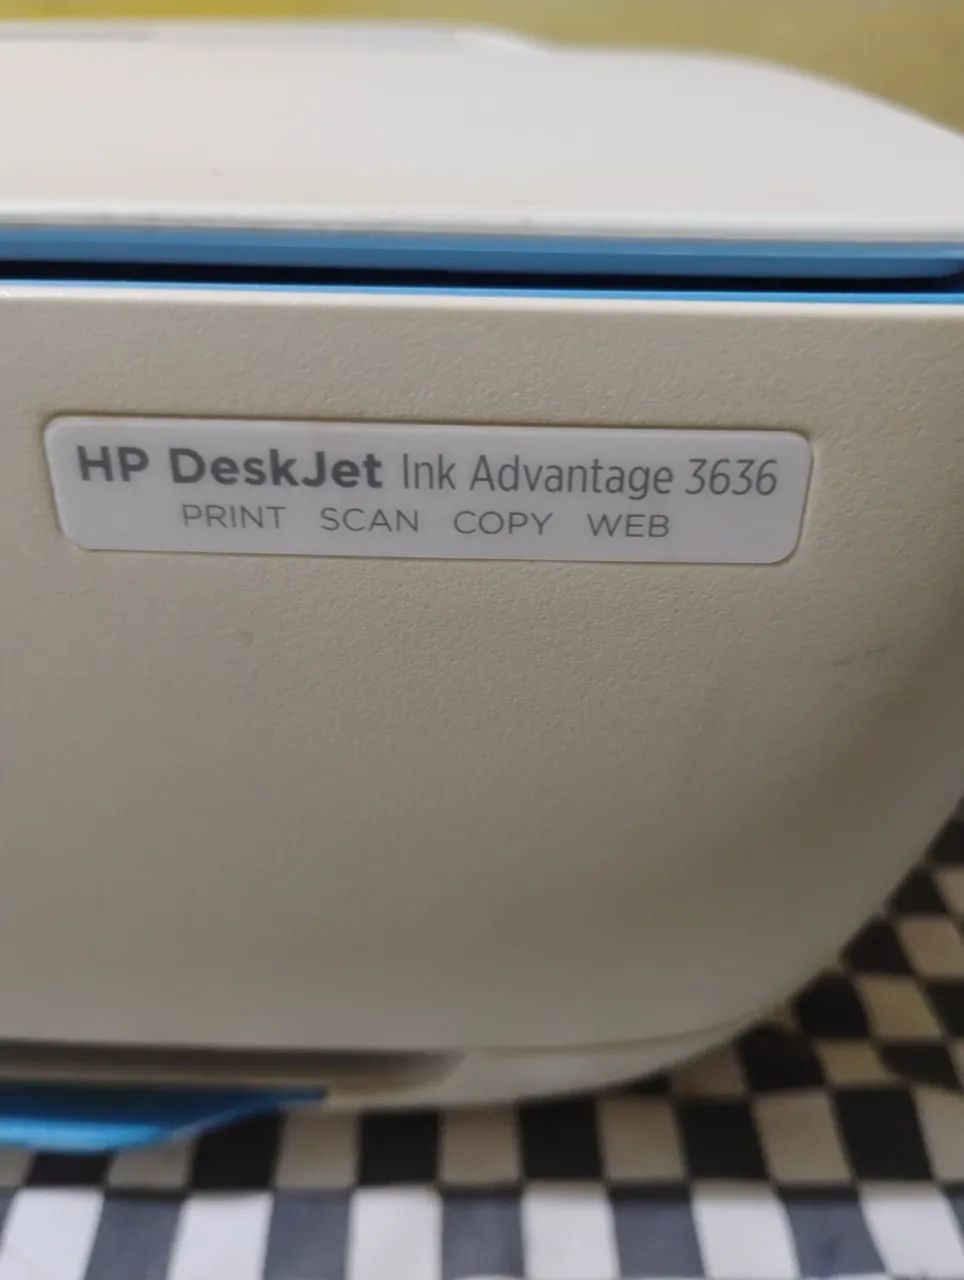 HP DeskJet Ink Advantage 3636
PRINT SCAN COPY WEB